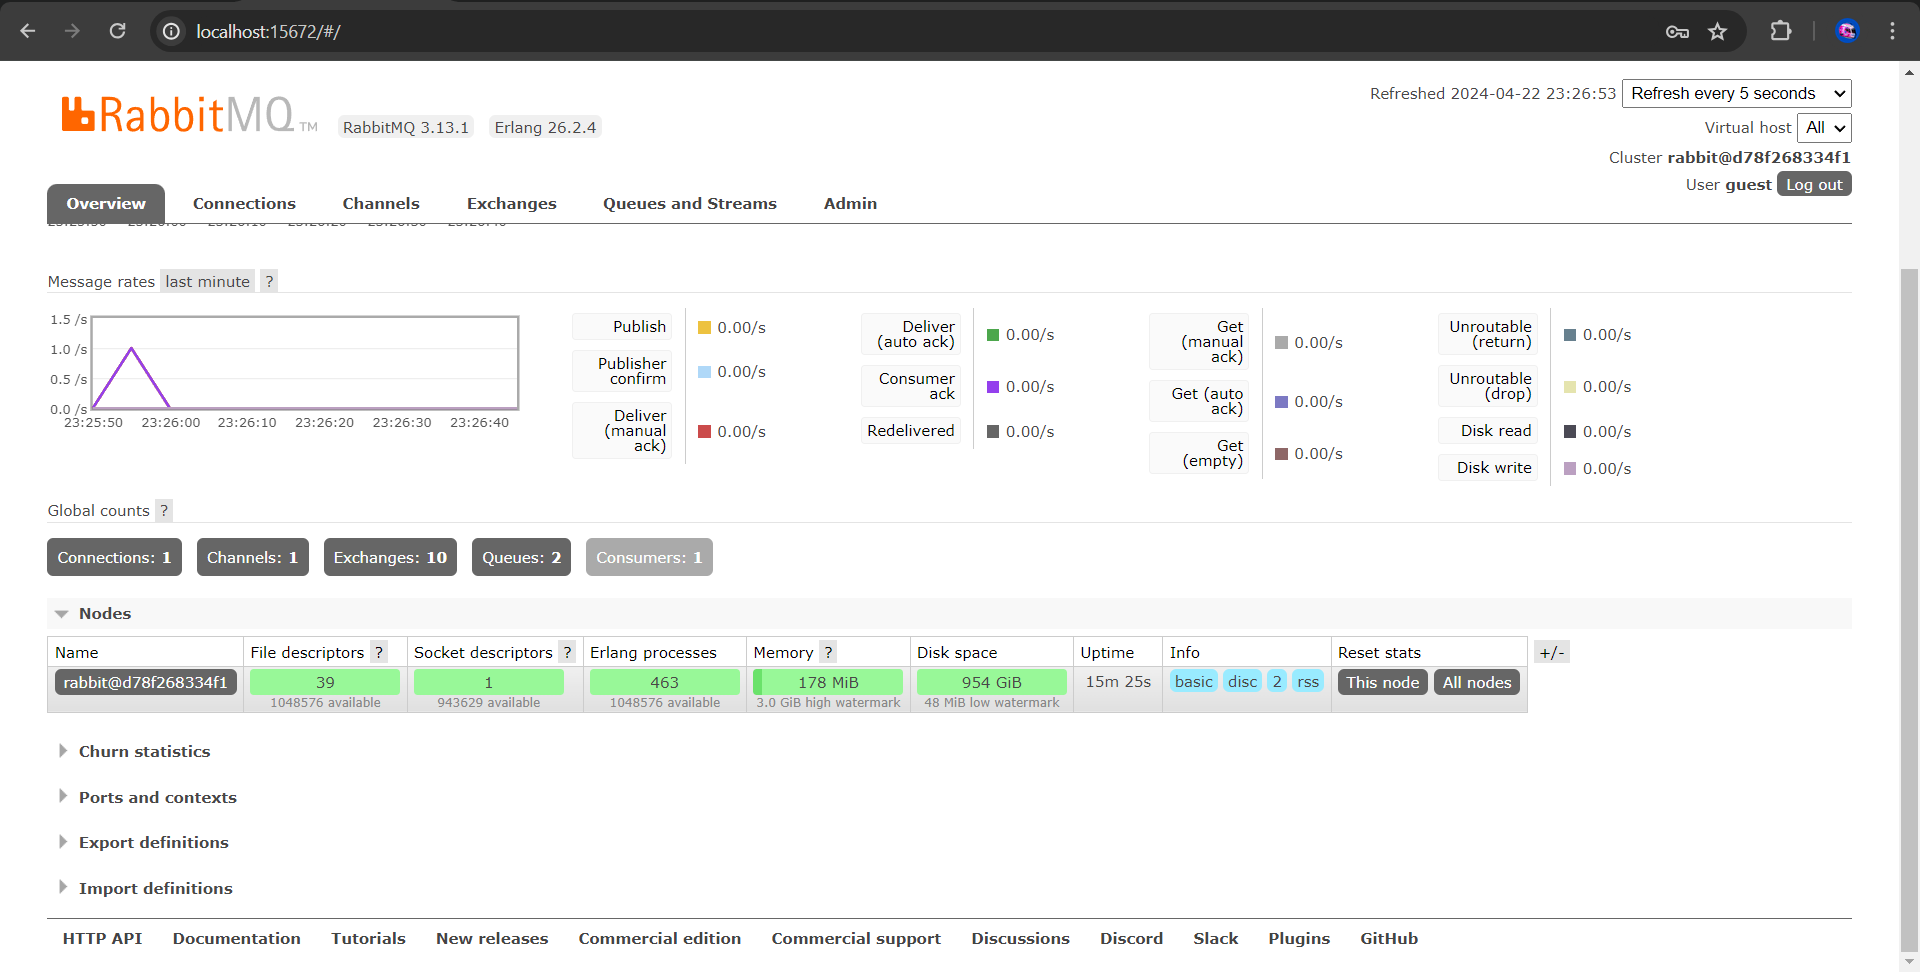 localhost:15672/#/
RabbitMQ TM RabbitMQ 3.13.1 Erlang 26.2.4
Refreshed 2024-04-22 23:26:53 Refresh every 5 seconds
Virtual host All
Cluster rabbit@d78f268334f1
User guest Log out
Overview Connections Channels Exchanges Queues and Streams Admin
Message rates last minute ?
1.5 /s
1.0 /s
0.5 /s
0.0 /s
23:25:50 23:26:00 23:26:10 23:26:20 23:26:30 23:26:40
Publish 0.00/s
Publisher
confirm 0.00/s
Deliver
(manual
ack) 0.00/s
Deliver
(auto ack) 0.00/s
Consumer
ack 0.00/s
Redelivered 0.00/s
Get
(manual
ack) 0.00/s
Get (auto
ack) 0.00/s
Get
(empty) 0.00/s
Unroutable
(return) 0.00/s
Unroutable
(drop) 0.00/s
Disk read 0.00/s
Disk write 0.00/s
Global counts ?
Connections: 1 Channels: 1 Exchanges: 10 Queues: 2 Consumers: 1
Nodes
Name File descriptors ? Socket descriptors ? Erlang processes Memory ? Disk space Uptime Info Reset stats +/-
rabbit@d78f268334f1 39 1 463 178 MiB 954 GiB 15m 25s basic disc 2 rss This node All nodes
1048576 available 943629 available 1048576 available 3.0 GiB high watermark 48 MiB low watermark
Churn statistics
Ports and contexts
Export definitions
Import definitions
HTTP API Documentation Tutorials New releases Commercial edition Commercial support Discussions Discord Slack Plugins GitHub